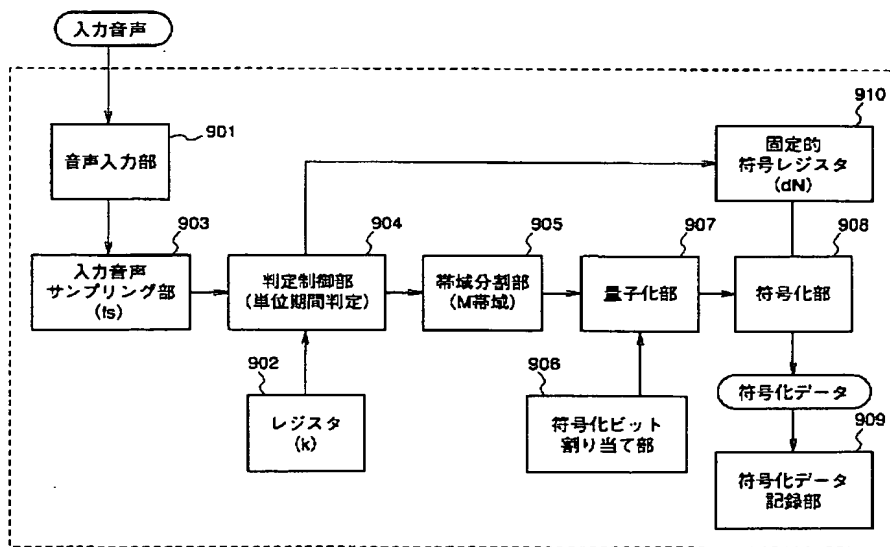 入力音声
901
音声入力部
910
固定的
符号レジスタ
(dN)
903
入力音声
サンプリング部
(fs)
904
判定制御部
(単位期間判定)
905
帯域分割部
(M帯域)
907
量子化部
908
符号化部
902
レジスタ
(k)
906
符号化ビット
割り当て部
符号化データ
909
符号化データ
記録部